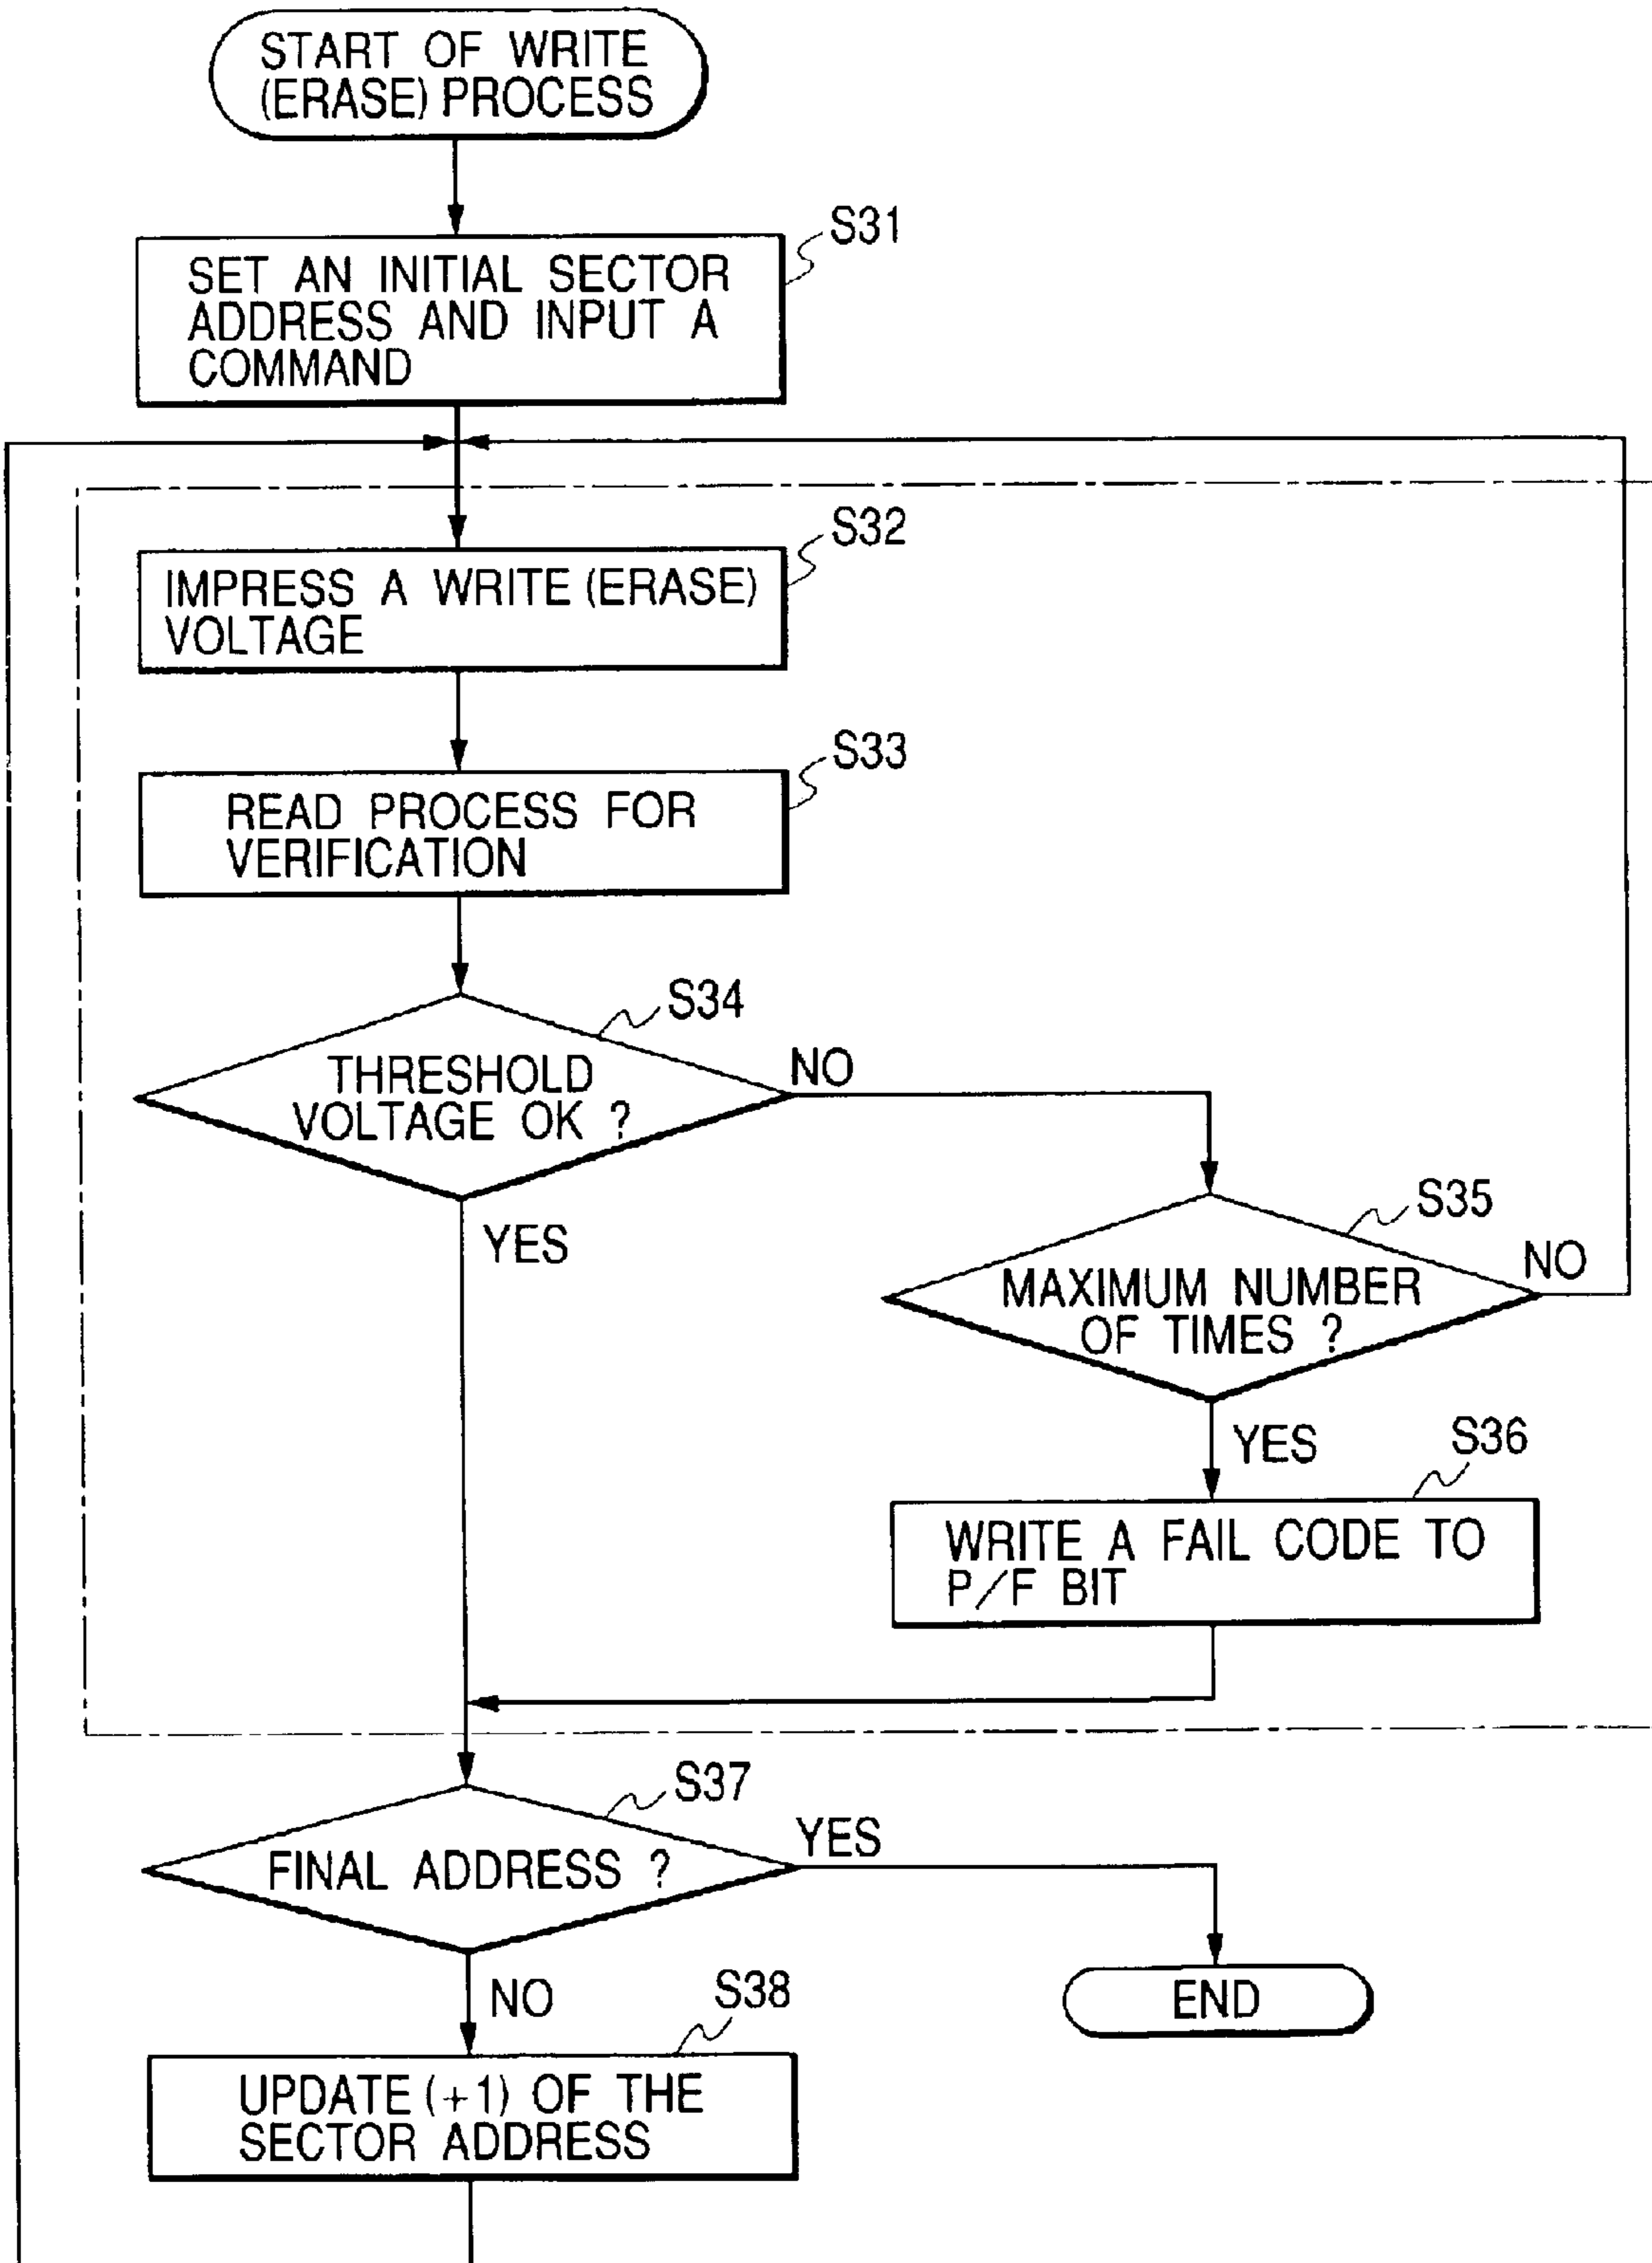 START OF WRITE
(ERASE) PROCESS
S31
SET AN INITIAL SECTOR
ADDRESS AND INPUT A
COMMAND
S32
IMPRESS A WRITE (ERASE)
VOLTAGE
S33
READ PROCESS FOR
VERIFICATION
S34
THRESHOLD
VOLTAGE OK ?
NO
YES
S35
MAXIMUM NUMBER
OF TIMES ?
NO
YES
S36
WRITE A FAIL CODE TO
P/F BIT
S37
FINAL ADDRESS ?
YES
NO
END
S38
UPDATE (+1) OF THE
SECTOR ADDRESS